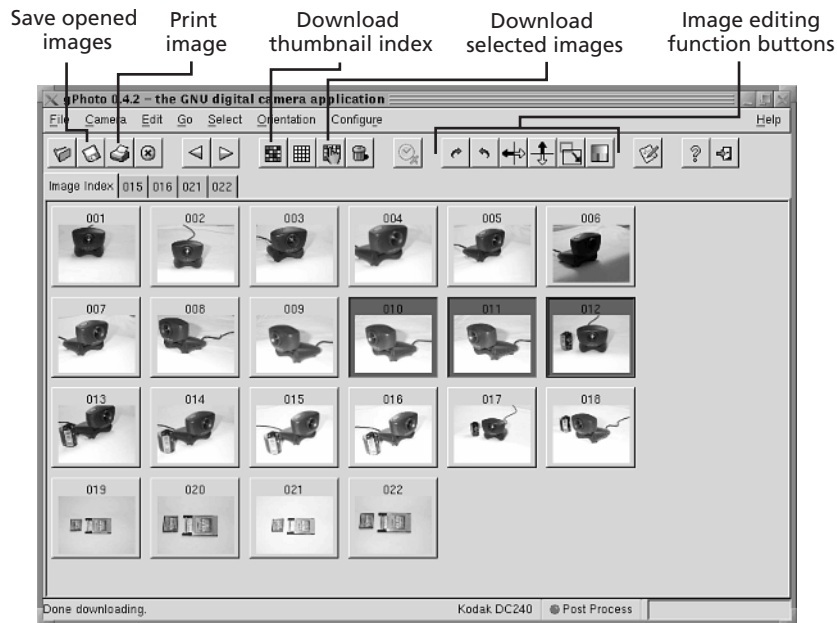 Save opened images
Print image
Download thumbnail index
Download selected images
Image editing function buttons
gPhoto 0.4.2 – the GNU digital camera application
File Camera Edit Go Select Orientation Configure Help
Image Index 015 016 021 022
001 002 003 004 005 006
007 008 009 010 011 012
013 014 015 016 017 018
019 020 021 022
Done downloading. Kodak DC240 Post Process